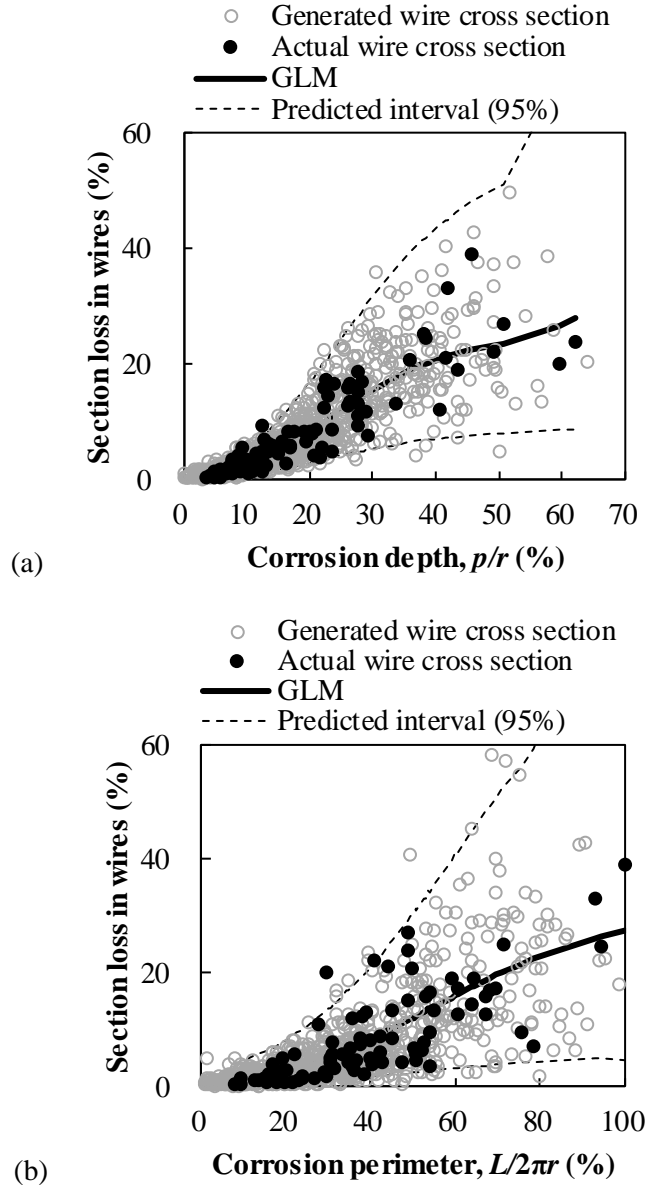 Generated wire cross section
Actual wire cross section
GLM
Predicted interval (95%)
60
40
20
0
Section loss in wires (%)
0 10 20 30 40 50 60 70
Corrosion depth, p/r (%)
(a)
Generated wire cross section
Actual wire cross section
GLM
Predicted interval (95%)
60
40
20
0
Section loss in wires (%)
0 20 40 60 80 100
Corrosion perimeter, L/2πr (%)
(b)